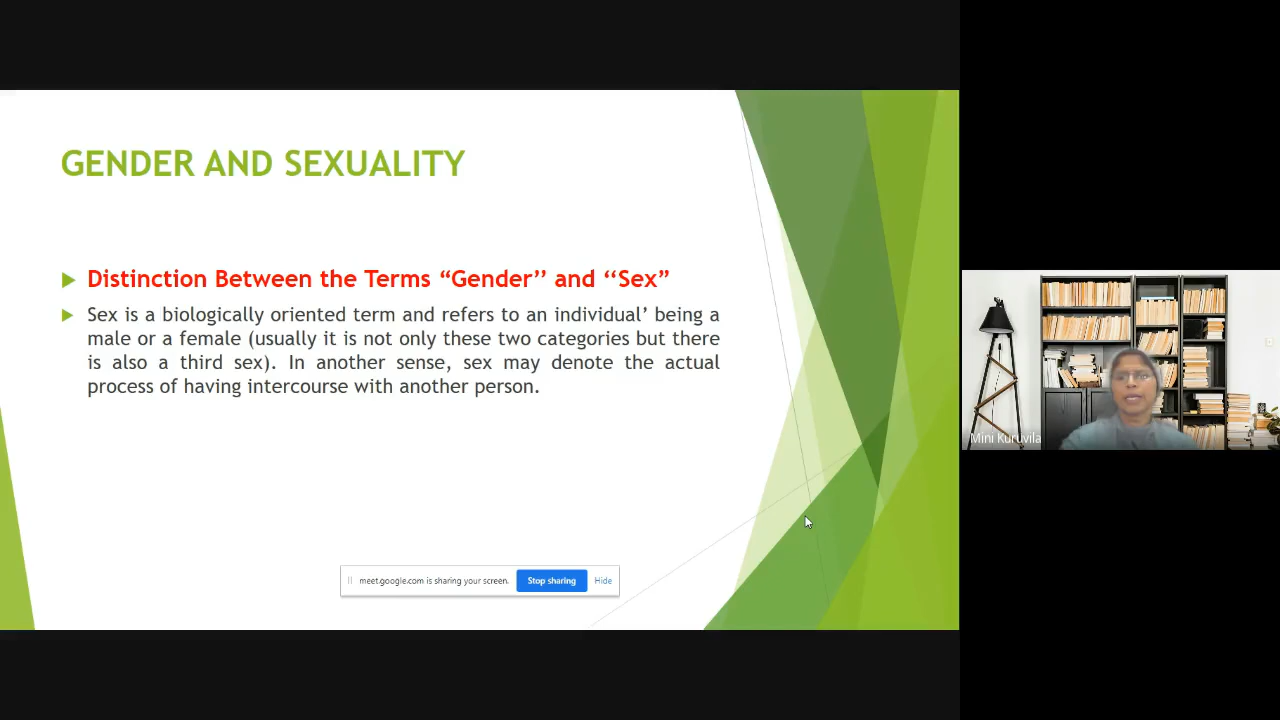 GENDER AND SEXUALITY
Distinction Between the Terms “Gender’’ and ‘‘Sex”
Sex is a biologically oriented term and refers to an individual’ being a
male or a female (usually it is not only these two categories but there
is also a third sex). In another sense, sex may denote the actual
process of having intercourse with another person.
meet.google.com is sharing your screen.
Stop sharing
Hide
Mini Kuruvila